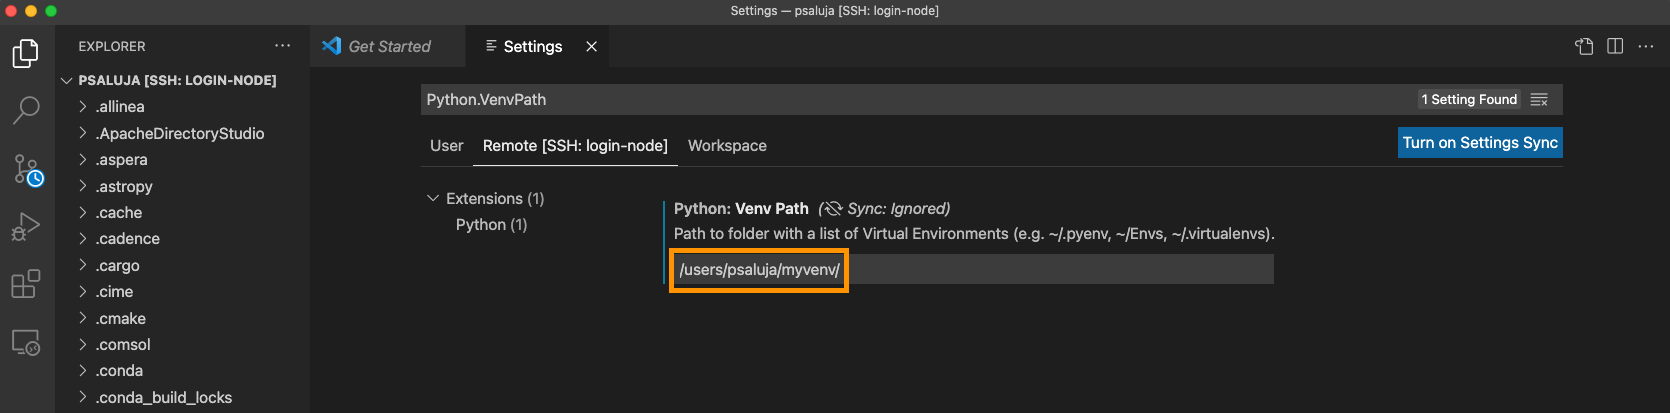 Settings — psaluja [SSH: login-node]
EXPLORER ···
Get Started
Settings
···
PSALUJA [SSH: LOGIN-NODE]
.allinea
.ApacheDirectoryStudio
.aspera
.astropy
.cache
.cadence
.cargo
.cime
.cmake
.comsol
.conda
.conda_build_locks
Python.VenvPath
1 Setting Found
User
Remote [SSH: login-node]
Workspace
Turn on Settings Sync
Extensions (1)
Python (1)
Python: Venv Path (Sync: Ignored)
Path to folder with a list of Virtual Environments (e.g. ~/.pyenv, ~/Envs, ~/.virtualenvs).
/users/psaluja/myvenv/